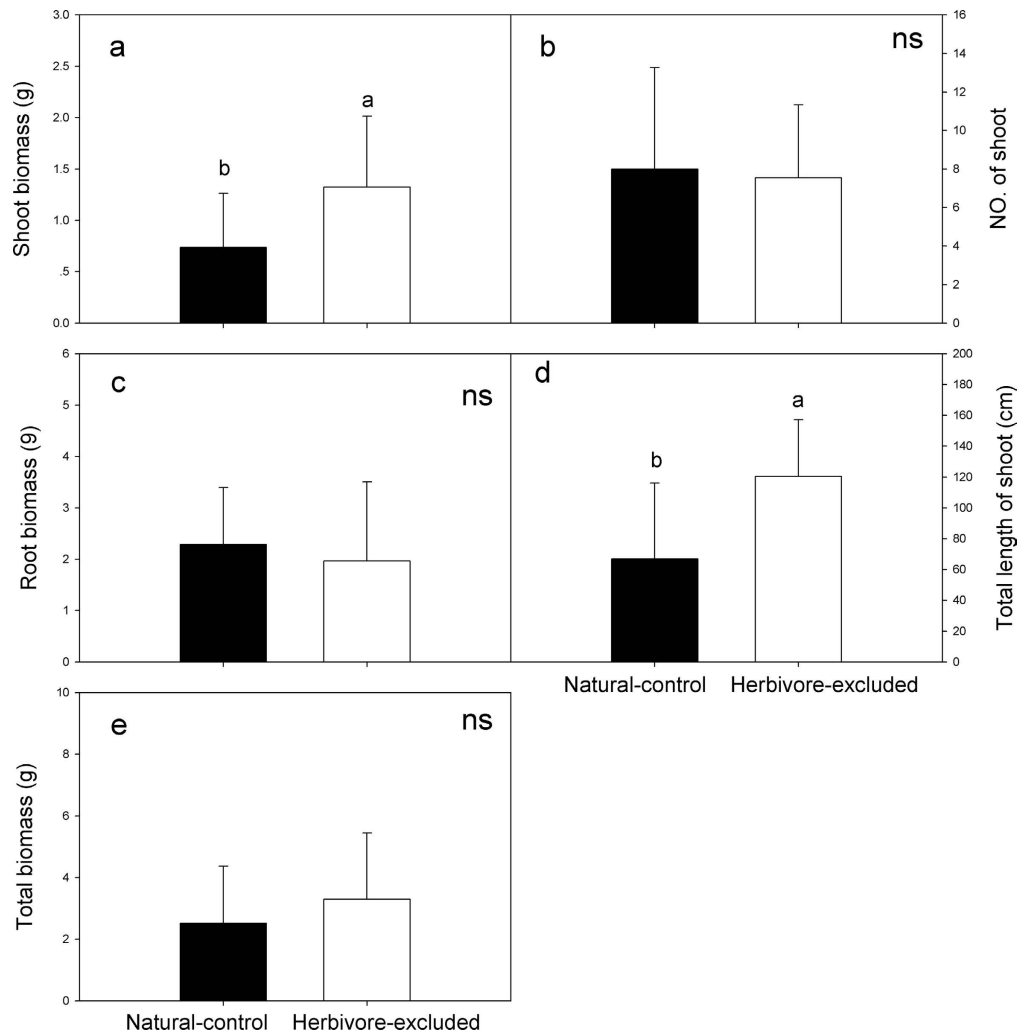 a
Shoot biomass (g)
3.0
2.5
2.0
1.5
1.0
.5
0.0
b
a
b
ns
NO. of shoot
16
14
12
10
8
6
4
2
0
c
ns
Root biomass (9)
6
5
4
3
2
1
0
d
b
a
Total length of shoot (cm)
200
180
160
140
120
100
80
60
40
20
0
Natural-control Herbivore-excluded
e
ns
Total biomass (g)
10
8
6
4
2
0
Natural-control Herbivore-excluded